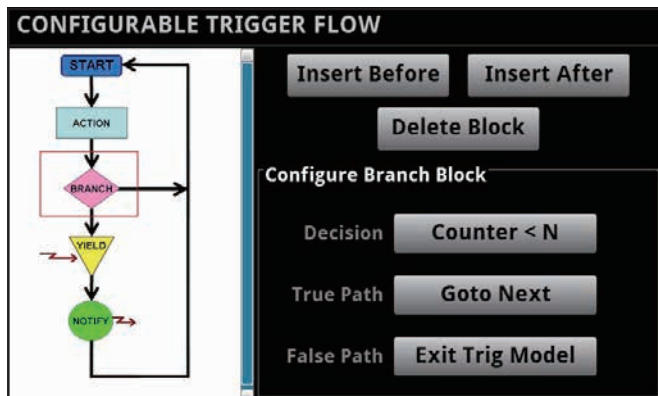 CONFIGURABLE TRIGGER FLOW
START
ACTION
BRANCH
YIELD
NOTIFY
Insert Before
Insert After
Delete Block
Configure Branch Block
Decision
Counter < N
True Path
Goto Next
False Path
Exit Trig Model